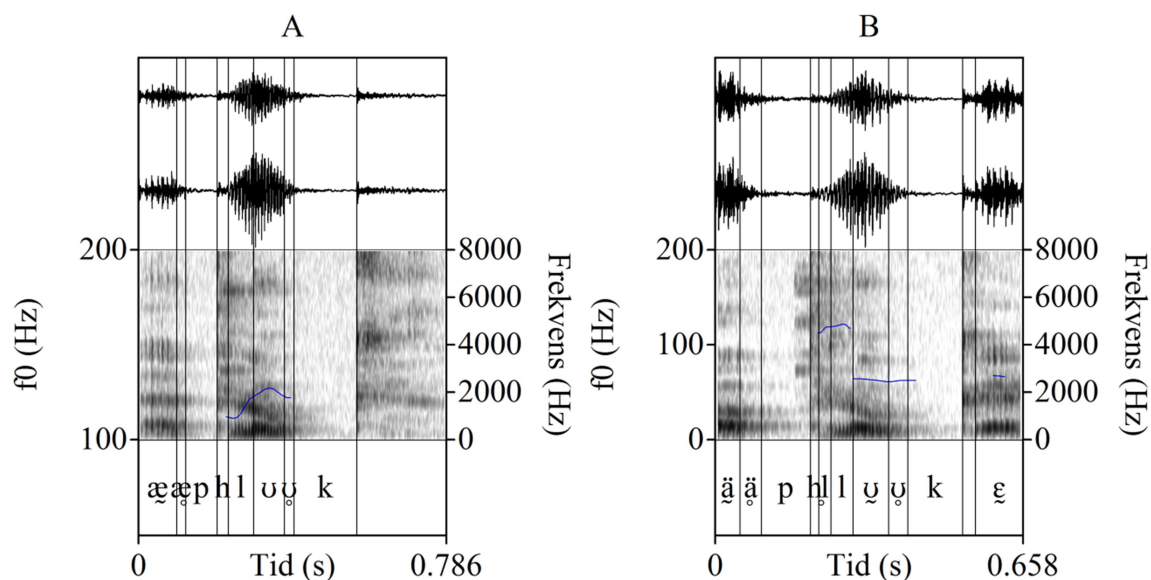 A
200
100
f0 (Hz)
8000
6000
4000
2000
0
Frekvens (Hz)
æ̰ æ̥ p h l ʊ ʊ̥ k
0 Tid (s) 0.786
B
200
100
0
f0 (Hz)
8000
6000
4000
2000
0
Frekvens (Hz)
ä̰ ḁ̈ p h l̥ l ʊ̰ ʊ̥ k ɛ̰
0 Tid (s) 0.658